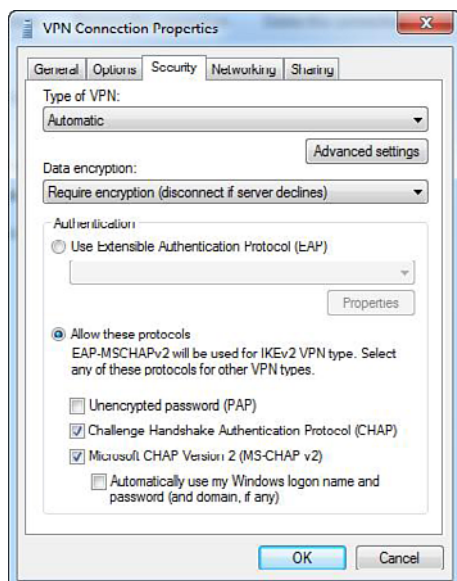 VPN Connection Properties
General Options Security Networking Sharing
Type of VPN:
Automatic
Advanced settings
Data encryption:
Require encryption (disconnect if server declines)
Authentication
Use Extensible Authentication Protocol (EAP)
Properties
Allow these protocols
EAP-MSCHAPv2 will be used for IKEv2 VPN type. Select
any of these protocols for other VPN types.
Unencrypted password (PAP)
Challenge Handshake Authentication Protocol (CHAP)
Microsoft CHAP Version 2 (MS-CHAP v2)
Automatically use my Windows logon name and
password (and domain, if any)
OK Cancel